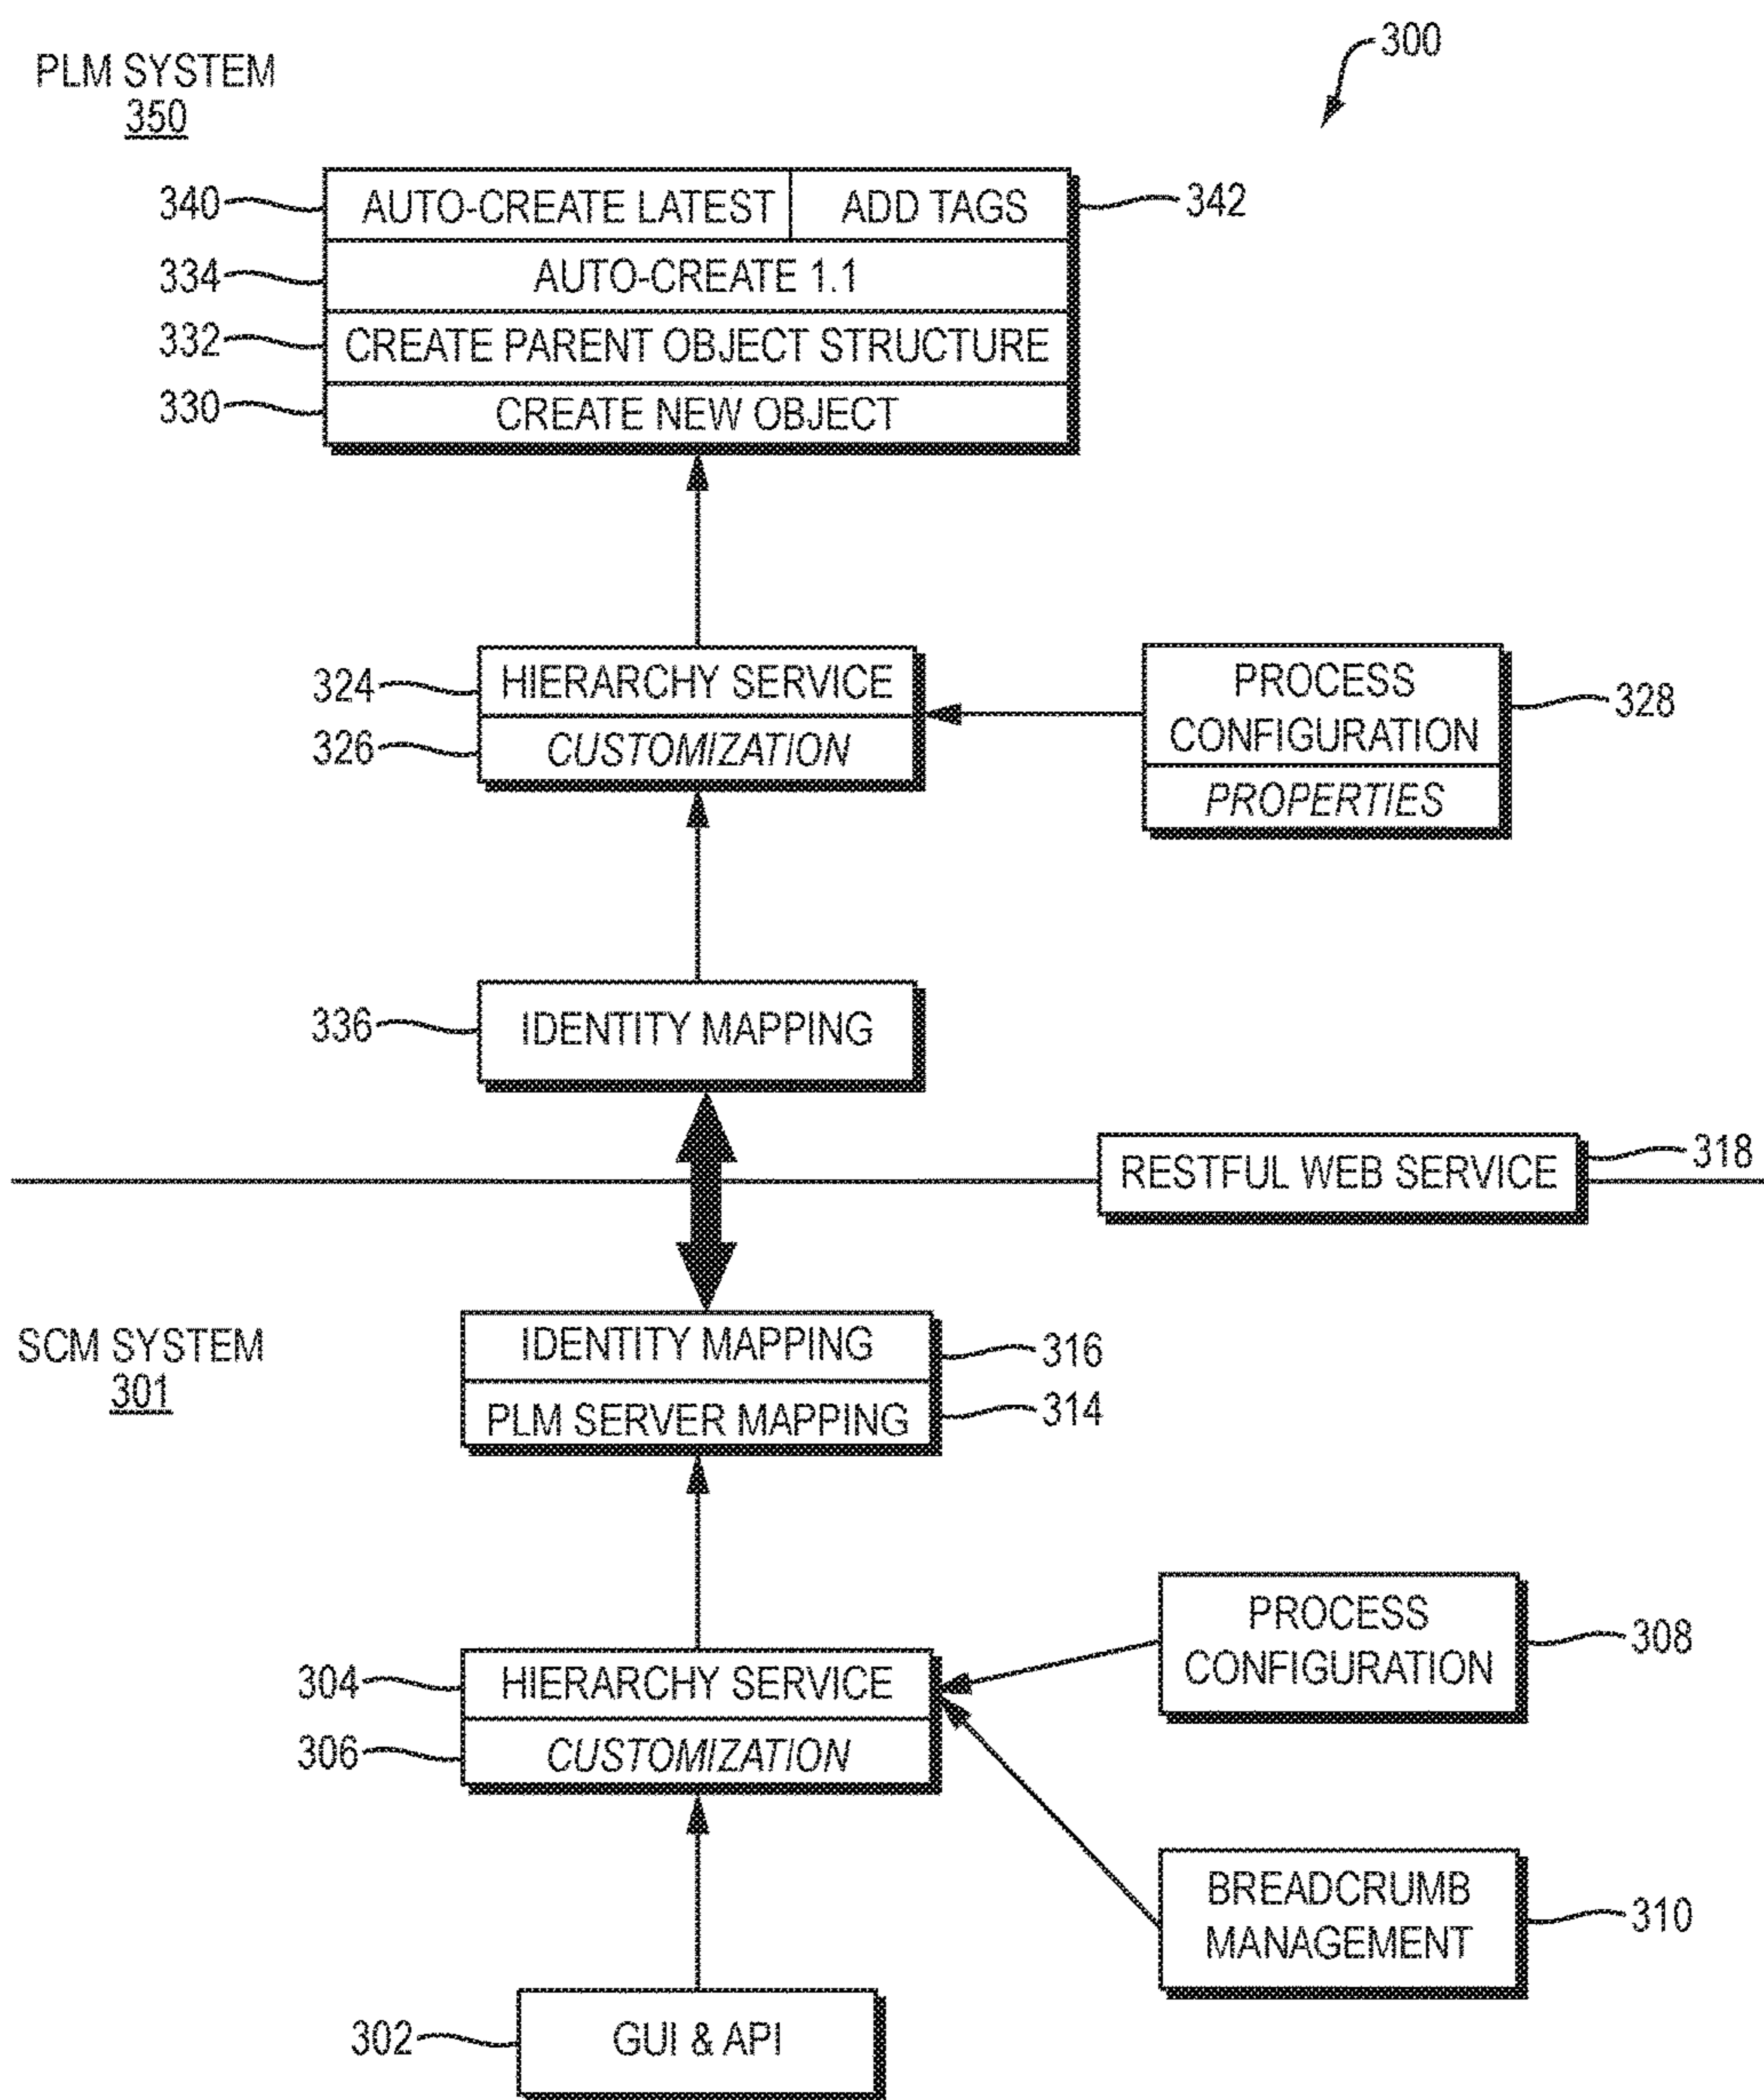 300
PLM SYSTEM
350
340 AUTO-CREATE LATEST ADD TAGS 342
334 AUTO-CREATE 1.1
332 CREATE PARENT OBJECT STRUCTURE
330 CREATE NEW OBJECT
324 HIERARCHY SERVICE
326 CUSTOMIZATION
PROCESS
CONFIGURATION
328
PROPERTIES
336 IDENTITY MAPPING
RESTFUL WEB SERVICE 318
SCM SYSTEM
301
IDENTITY MAPPING 316
PLM SERVER MAPPING 314
304 HIERARCHY SERVICE
306 CUSTOMIZATION
PROCESS
CONFIGURATION
308
BREADCRUMB
MANAGEMENT
310
302 GUI & API